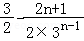 3/2 - (2n+1)/(2×3^(n-1))